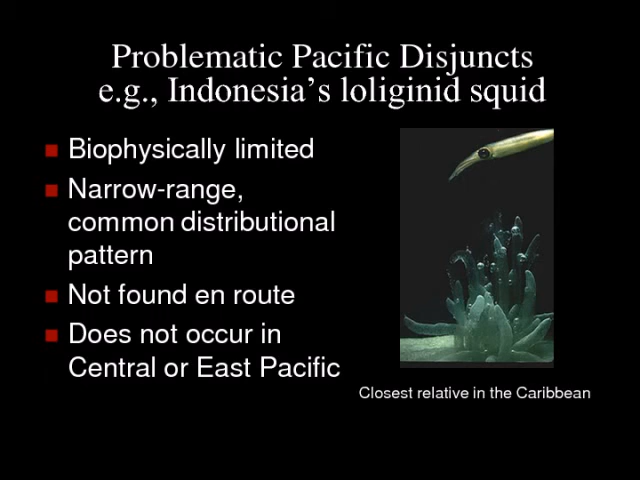 Problematic Pacific Disjuncts
e.g., Indonesia's loliginid squid
Biophysically limited
Narrow-range,
common distributional
pattern
Not found en route
Does not occur in
Central or East Pacific
Closest relative in the Caribbean